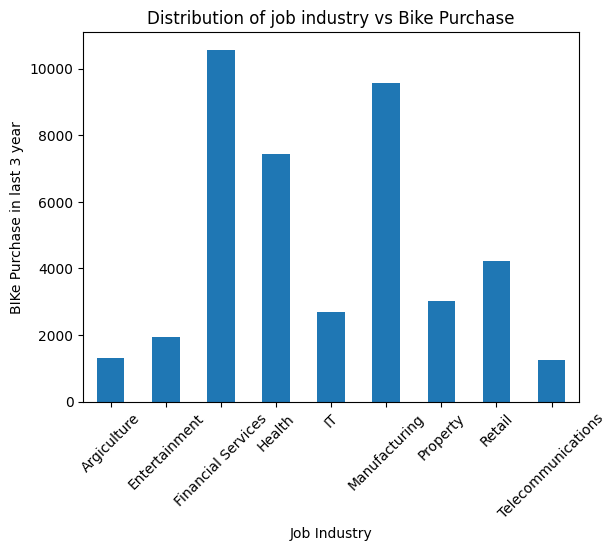 Distribution of job industry vs Bike Purchase
BIKe Purchase in last 3 year
10000
8000
6000
4000
2000
0
Argiculture
Entertainment
Financial Services
Health
IT
Manufacturing
Property
Retail
Telecommunications
Job Industry